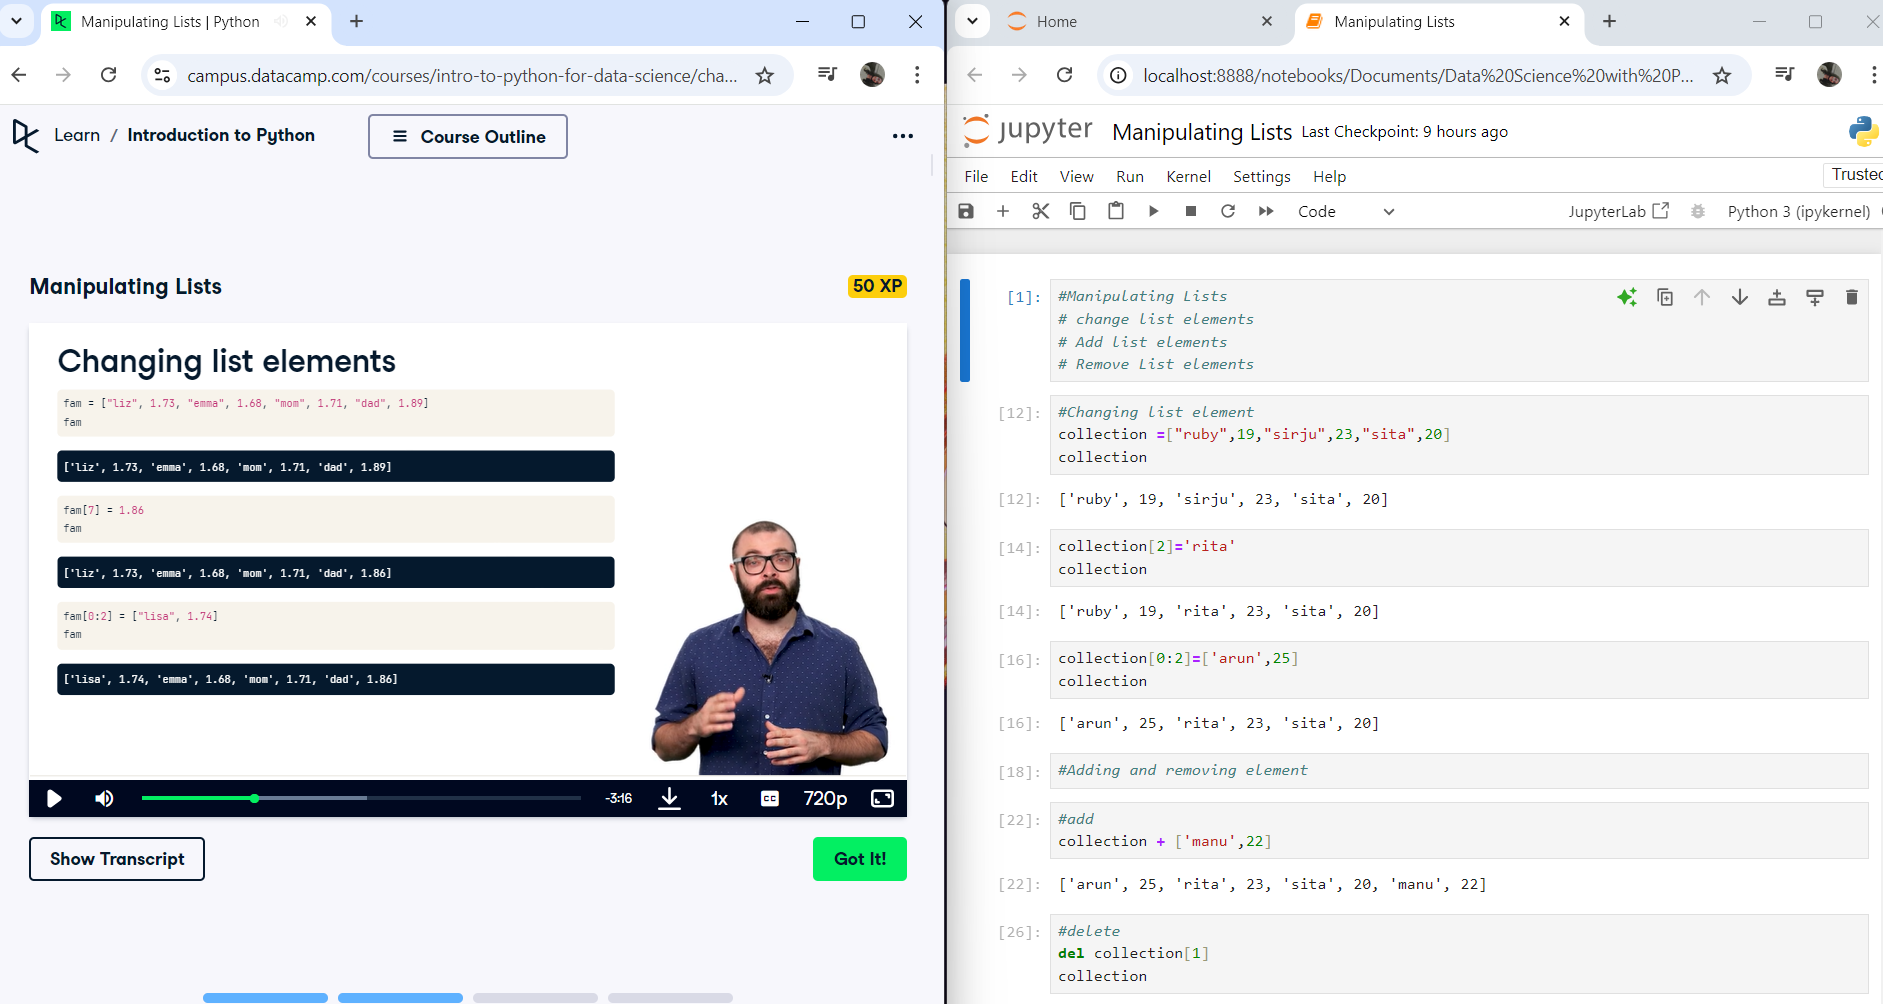 Manipulating Lists | Python
campus.datacamp.com/courses/intro-to-python-for-data-science/cha...
Learn / Introduction to Python
Course Outline
Manipulating Lists
50 XP
Changing list elements
fam = ["liz", 1.73, "emma", 1.68, "mom", 1.71, "dad", 1.89]
fam
['liz', 1.73, 'emma', 1.68, 'mom', 1.71, 'dad', 1.89]
fam[7] = 1.86
fam
['liz', 1.73, 'emma', 1.68, 'mom', 1.71, 'dad', 1.86]
fam[0:2] = ["lisa", 1.74]
fam
['lisa', 1.74, 'emma', 1.68, 'mom', 1.71, 'dad', 1.86]
-3:16
1x
CC
720p
Show Transcript
Got It!
Home
Manipulating Lists
localhost:8888/notebooks/Documents/Data%20Science%20with%20P...
jupyter Manipulating Lists Last Checkpoint: 9 hours ago
File Edit View Run Kernel Settings Help
Trusted
Code
JupyterLab
Python 3 (ipykernel)
[1]: #Manipulating Lists
# change list elements
# Add list elements
# Remove List elements
[12]: #Changing list element
collection =["ruby",19,"sirju",23,"sita",20]
collection
[12]: ['ruby', 19, 'sirju', 23, 'sita', 20]
[14]: collection[2]='rita'
collection
[14]: ['ruby', 19, 'rita', 23, 'sita', 20]
[16]: collection[0:2]=['arun',25]
collection
[16]: ['arun', 25, 'rita', 23, 'sita', 20]
[18]: #Adding and removing element
[22]: #add
collection + ['manu',22]
[22]: ['arun', 25, 'rita', 23, 'sita', 20, 'manu', 22]
[26]: #delete
del collection[1]
collection